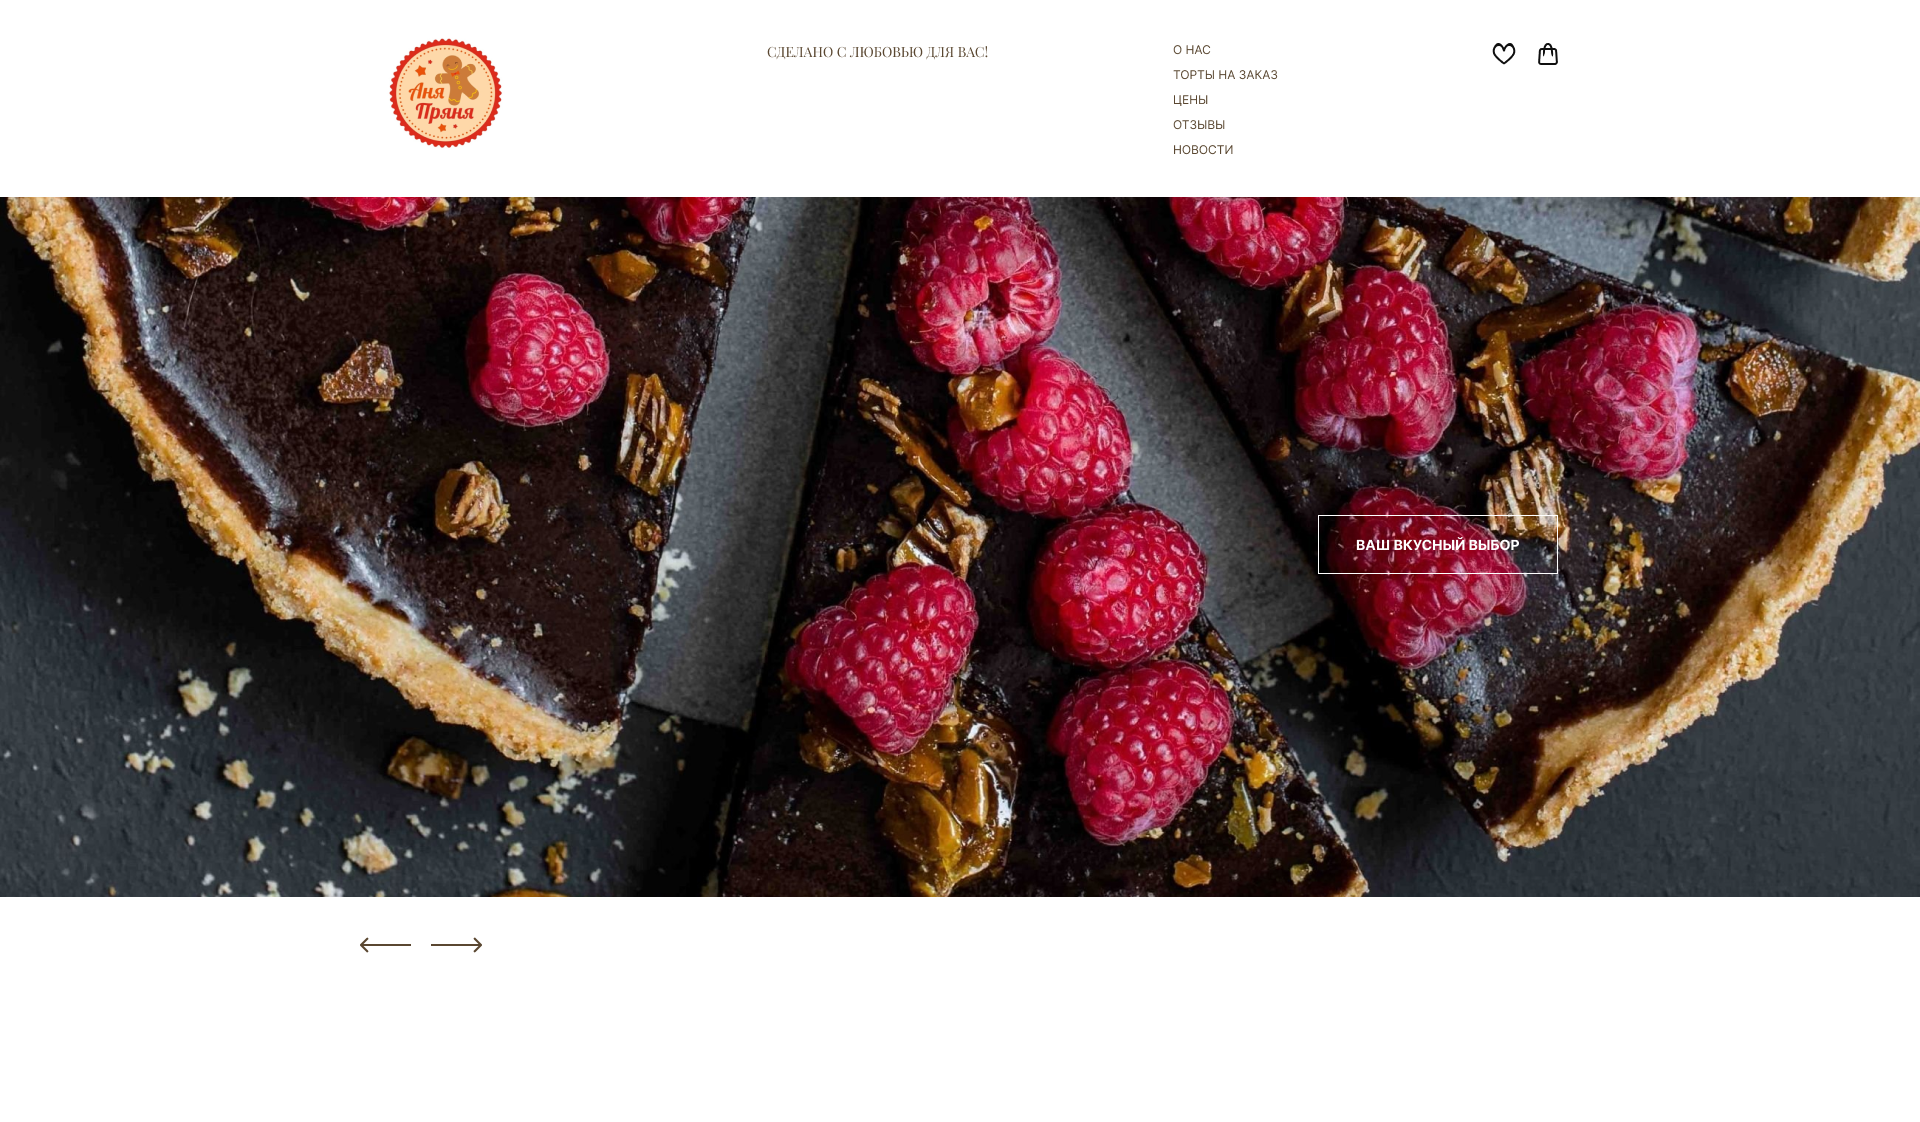 Аня
Пряня
СДЕЛАНО С ЛЮБОВЬЮ ДЛЯ ВАС!
О НАС
ТОРТЫ НА ЗАКАЗ
ЦЕНЫ
ОТЗЫВЫ
НОВОСТИ
ВАШ ВКУСНЫЙ ВЫБОР